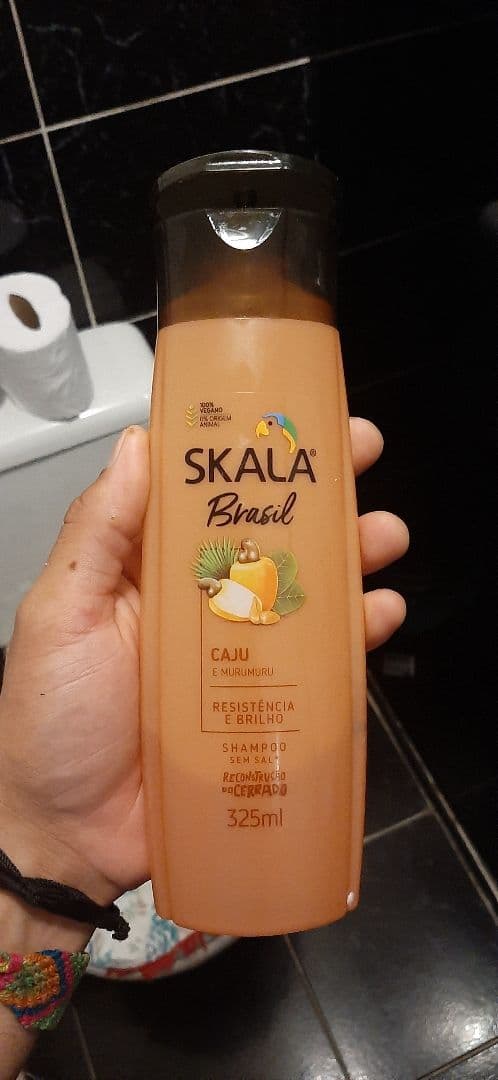 100%
VEGANO
0% ORIGEM
ANIMAL
SKALA®
Brasil
CAJU
E MURUMURU
RESISTÊNCIA
E BRILHO
SHAMPOO
SEM SAL*
RECONSTRUÇÃO
DO CERRADO
325ml